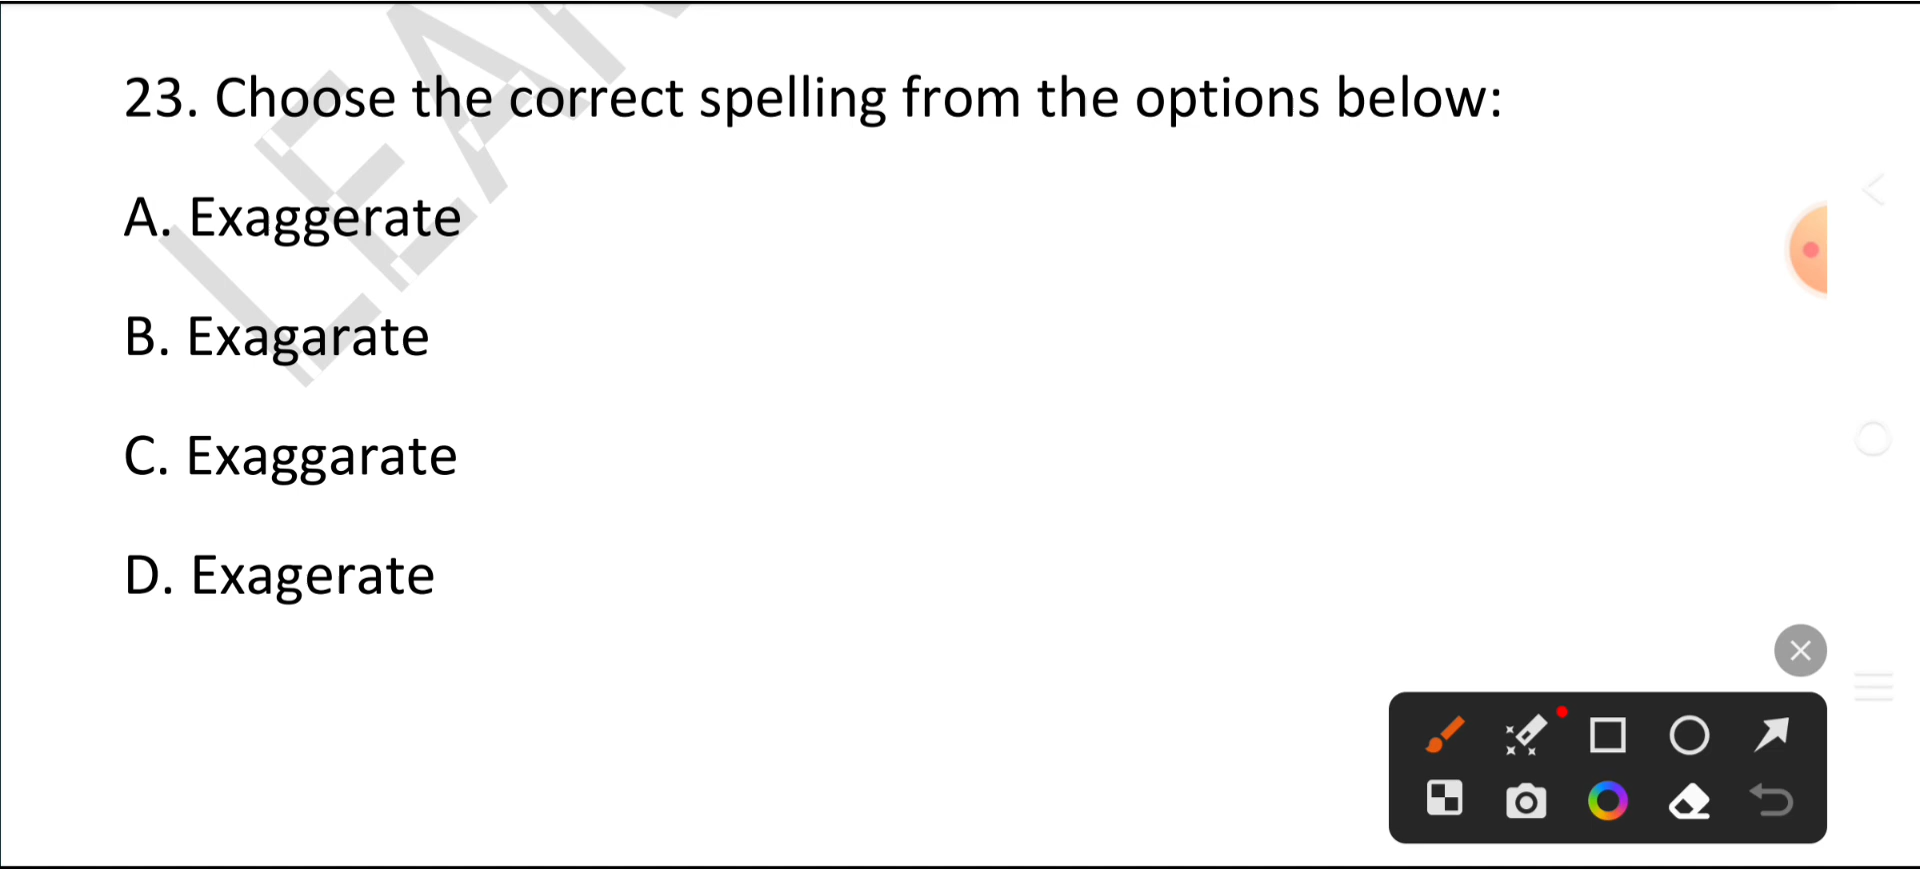 23. Choose the correct spelling from the options below:
A. Exaggerate
B. Exagarate
C. Exaggarate
D. Exagerate